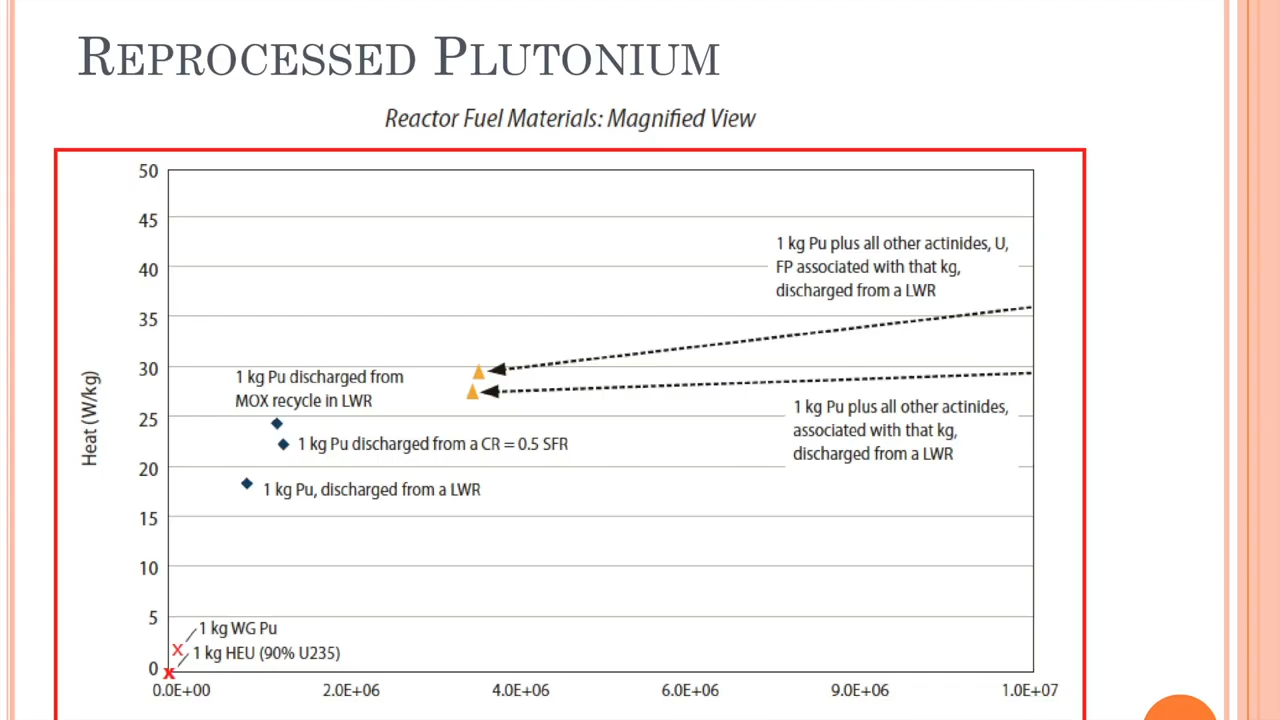 REPROCESSED PLUTONIUM
Reactor Fuel Materials: Magnified View
50
45
40
35
30
25
20
15
10
5
0
Heat (W/kg)
1 kg Pu plus all other actinides, U,
FP associated with that kg,
discharged from a LWR
1 kg Pu discharged from
MOX recycle in LWR
1 kg Pu plus all other actinides,
associated with that kg,
discharged from a LWR
1 kg Pu discharged from a CR = 0.5 SFR
1 kg Pu, discharged from a LWR
1 kg WG Pu
1 kg HEU (90% U235)
0.0E+00 2.0E+06 4.0E+06 6.0E+06 9.0E+06 1.0E+07